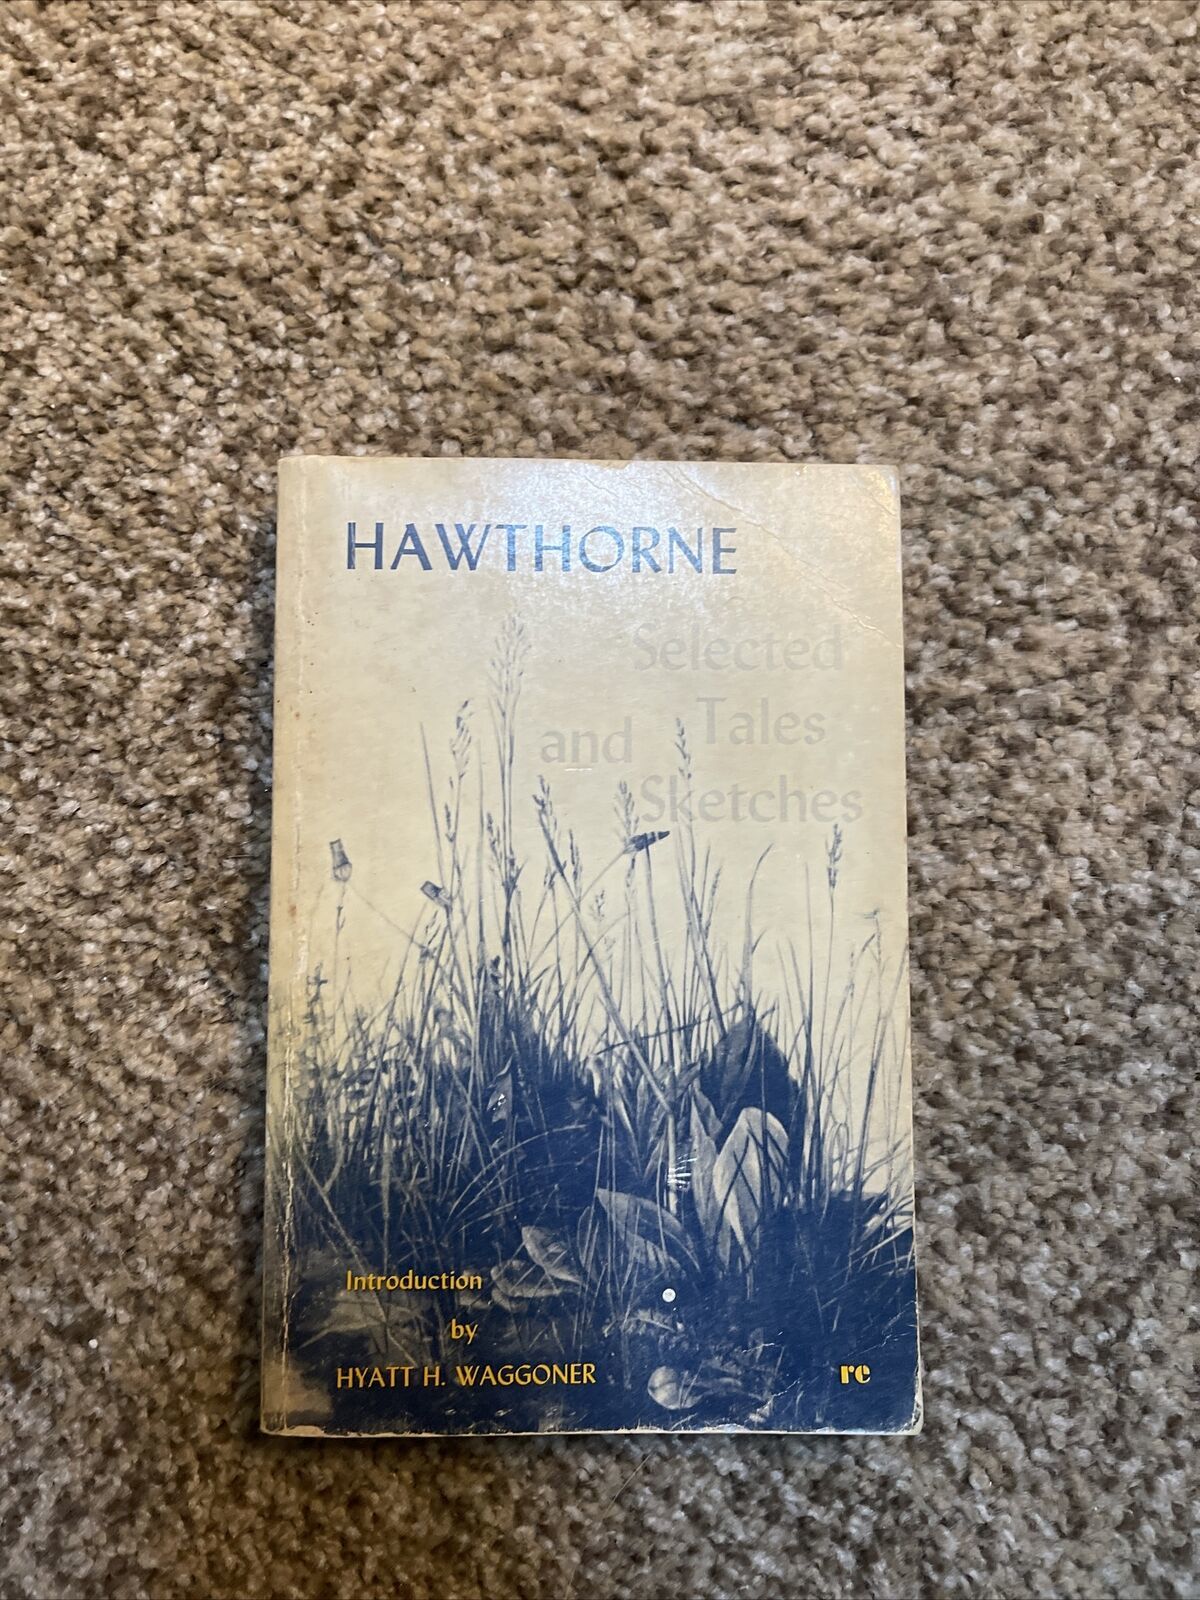 HAWTHORNE
Selected
Tales
and
Sketches
Introduction
by
HYATT H. WAGGONER
re